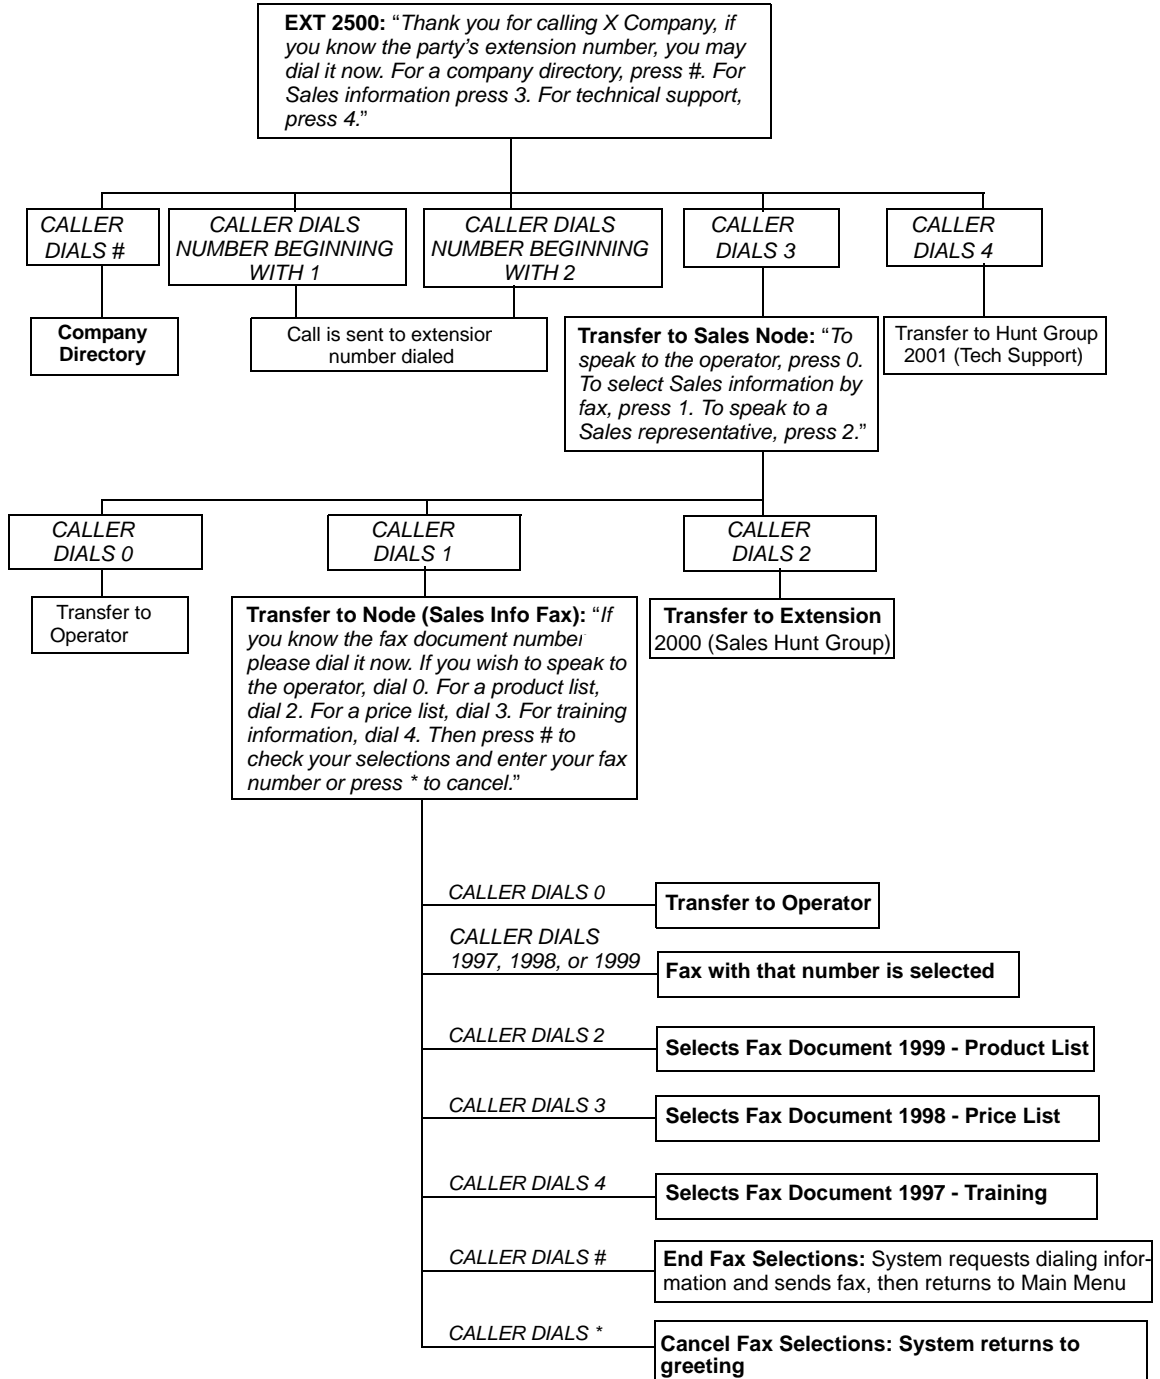 EXT 2500: “Thank you for calling X Company, if
you know the party’s extension number, you may
dial it now. For a company directory, press #. For
Sales information press 3. For technical support,
press 4.”
CALLER
DIALS #
CALLER DIALS
NUMBER BEGINNING
WITH 1
CALLER DIALS
NUMBER BEGINNING
WITH 2
CALLER
DIALS 3
CALLER
DIALS 4
Company
Directory
Call is sent to extension
number dialed
Transfer to Sales Node: “To
speak to the operator, press 0.
To select Sales information by
fax, press 1. To speak to a
Sales representative, press 2.”
Transfer to Hunt Group
2001 (Tech Support)
CALLER
DIALS 0
CALLER
DIALS 1
CALLER
DIALS 2
Transfer to
Operator
Transfer to Node (Sales Info Fax): “If
you know the fax document number
please dial it now. If you wish to speak to
the operator, dial 0. For a product list,
dial 2. For a price list, dial 3. For training
information, dial 4. Then press # to
check your selections and enter your fax
number or press * to cancel.”
Transfer to Extension
2000 (Sales Hunt Group)
CALLER DIALS 0
Transfer to Operator
CALLER DIALS
1997, 1998, or 1999
Fax with that number is selected
CALLER DIALS 2
Selects Fax Document 1999 - Product List
CALLER DIALS 3
Selects Fax Document 1998 - Price List
CALLER DIALS 4
Selects Fax Document 1997 - Training
CALLER DIALS #
End Fax Selections: System requests dialing infor-
mation and sends fax, then returns to Main Menu
CALLER DIALS *
Cancel Fax Selections: System returns to
greeting